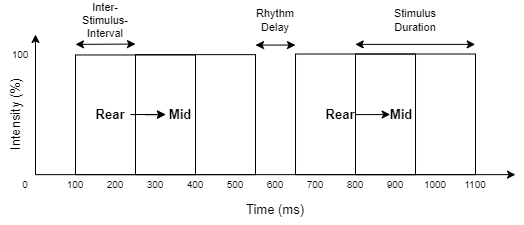 Inter-
Stimulus-
Interval
Rhythm
Delay
Stimulus
Duration
100
Intensity (%)
Rear
Mid
Rear
Mid
0
100
200
300
400
500
600
700
800
900
1000
1100
Time (ms)